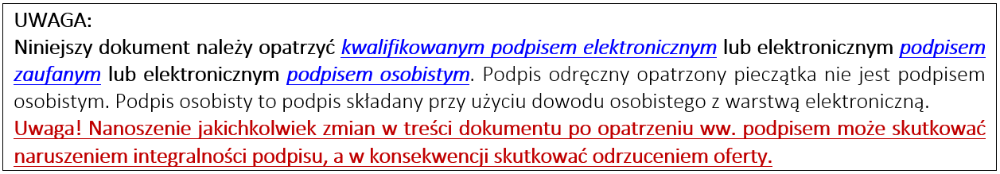 UWAGA:
Niniejszy dokument należy opatrzyć kwalifikowanym podpisem elektronicznym lub elektronicznym podpisem
zaufanym lub elektronicznym podpisem osobistym. Podpis odręczny opatrzony pieczątka nie jest podpisem
osobistym. Podpis osobisty to podpis składany przy użyciu dowodu osobistego z warstwą elektroniczną.
Uwaga! Nanoszenie jakichkolwiek zmian w treści dokumentu po opatrzeniu ww. podpisem może skutkować
naruszeniem integralności podpisu, a w konsekwencji skutkować odrzuceniem oferty.